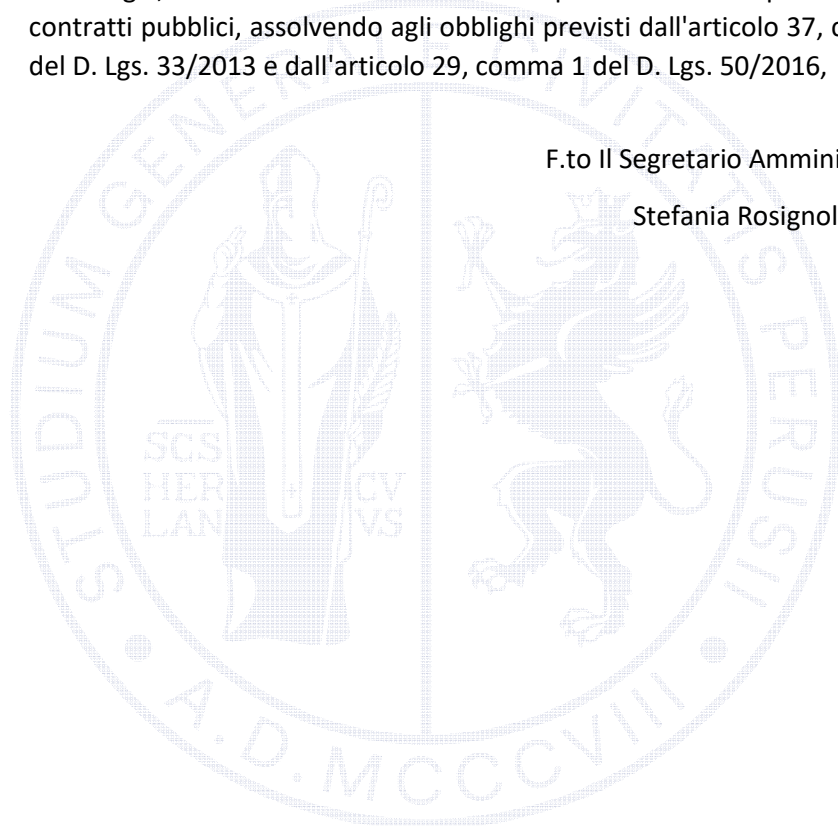 contratti pubblici, assolvendo agli obblighi previsti dall'articolo 37,
del D. Lgs. 33/2013 e dall'articolo 29, comma 1 del D. Lgs. 50/2016,
F.to Il Segretario Ammini
Stefania Rosignol
STUDIUM GENERALE CIVITATIS PERUSII
SCS
HER
LAN
CV
VS
A.D. MCCCVIII